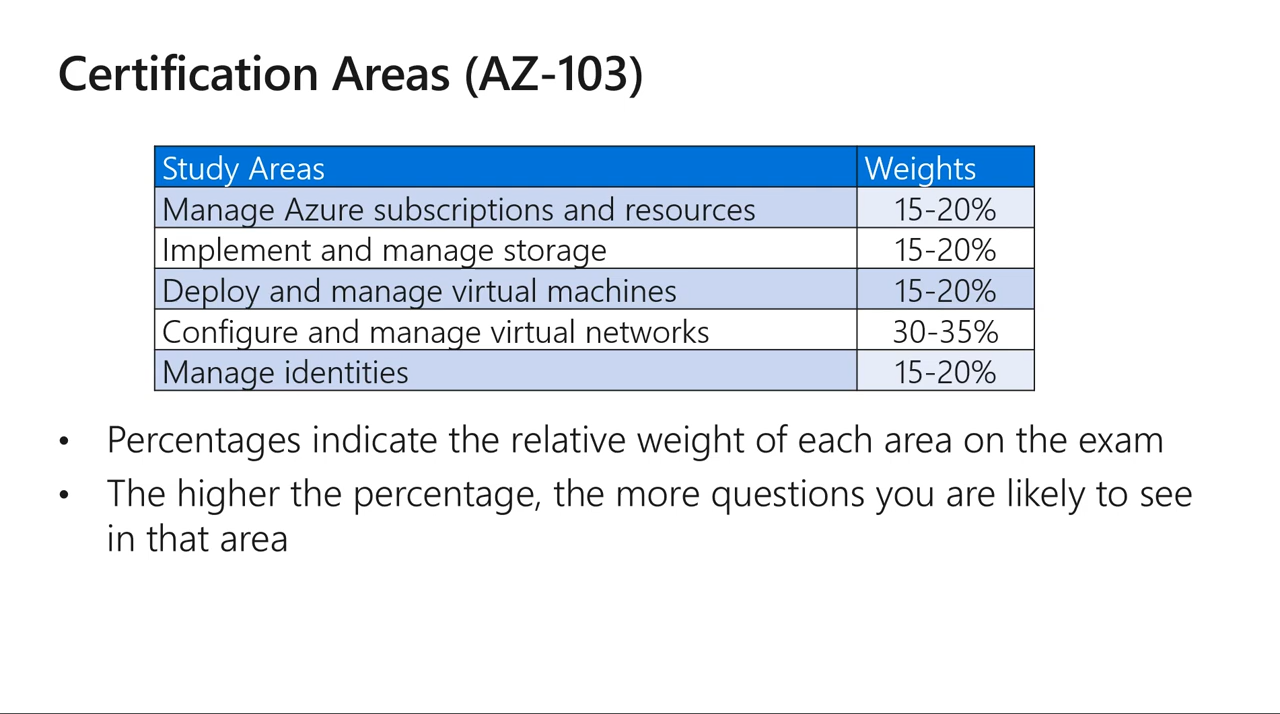 Certification Areas (AZ-103)
Study Areas Weights
Manage Azure subscriptions and resources 15-20%
Implement and manage storage 15-20%
Deploy and manage virtual machines 15-20%
Configure and manage virtual networks 30-35%
Manage identities 15-20%
• Percentages indicate the relative weight of each area on the exam
• The higher the percentage, the more questions you are likely to see
in that area